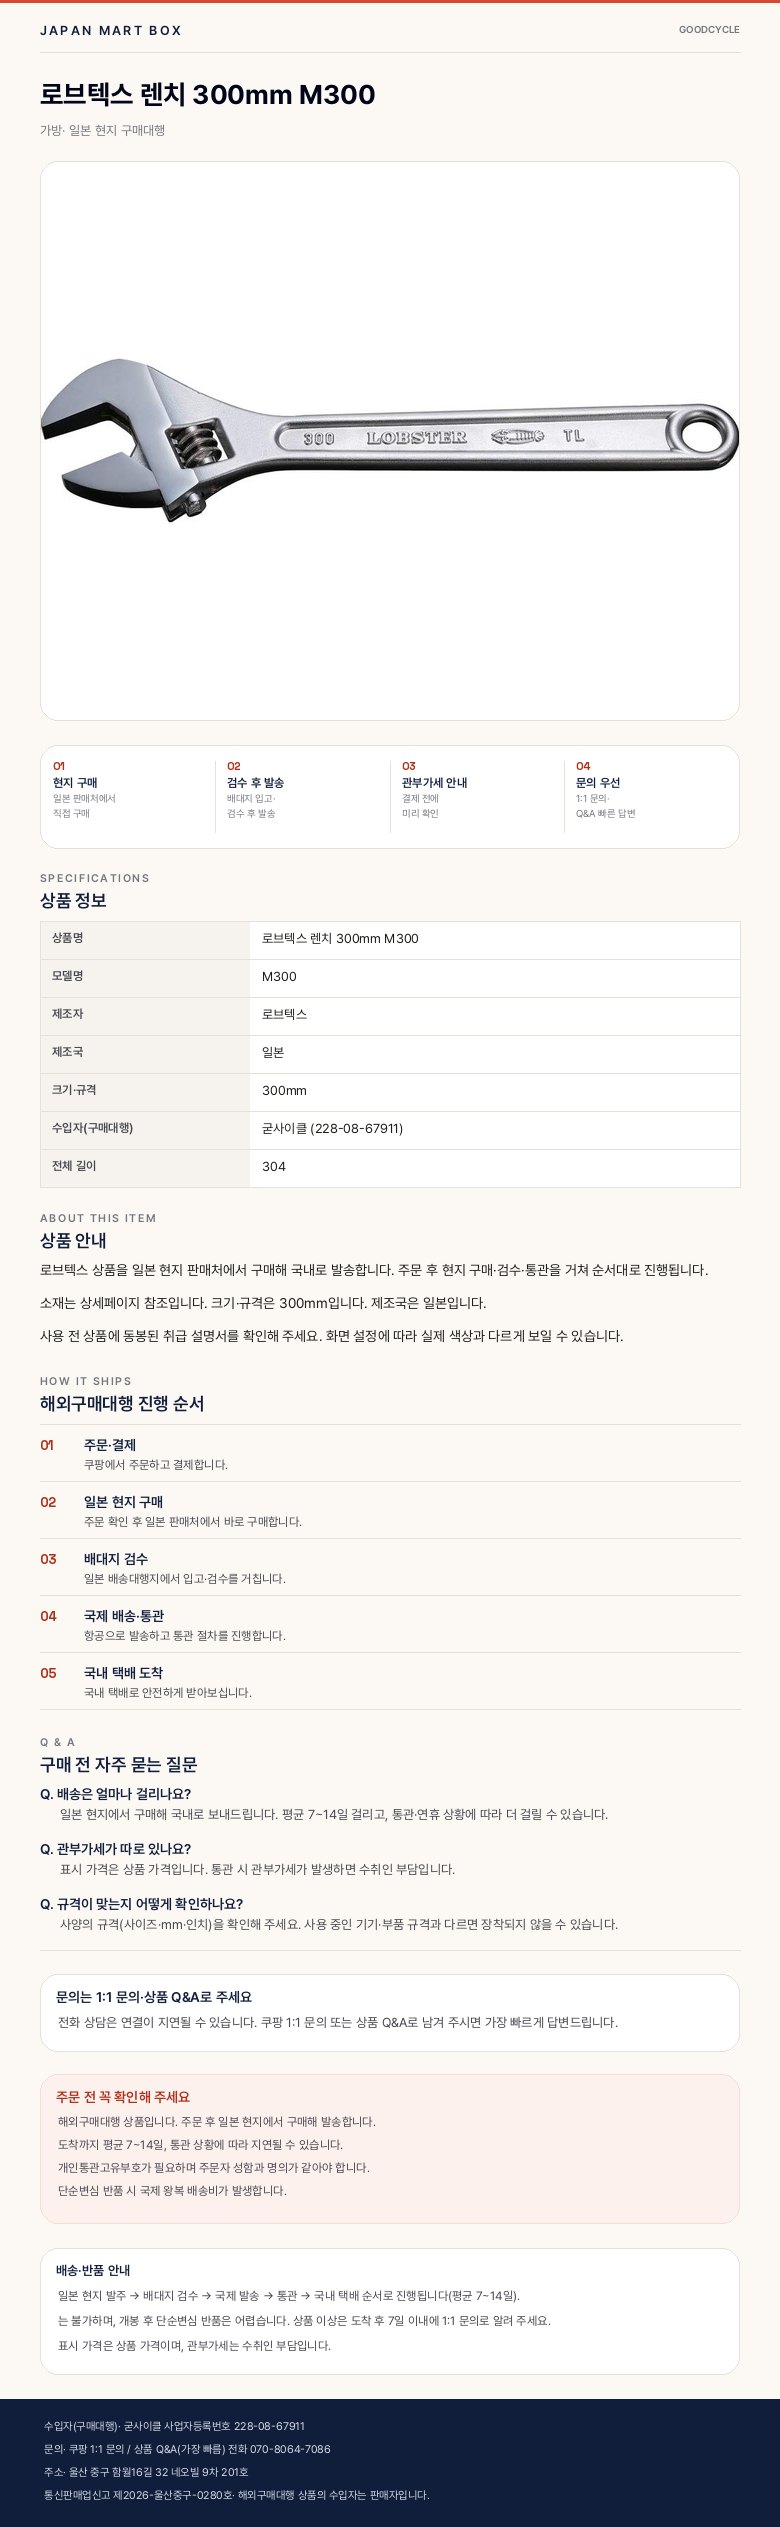 JAPAN MART BOX
GOODCYCLE
로브텍스 렌치 300mm M300
가방· 일본 현지 구매대행
300 LOBSTER TL
01
현지 구매
일본 판매처에서
직접 구매
02
검수 후 발송
배대지 입고·
검수 후 발송
03
관부가세 안내
결제 전에
미리 확인
04
문의 우선
1:1 문의·
Q&A 빠른 답변
SPECIFICATIONS
상품 정보
상품명 로브텍스 렌치 300mm M300
모델명 M300
제조자 로브텍스
제조국 일본
크기·규격 300mm
수입자(구매대행) 굳사이클 (228-08-67911)
전체 길이 304
ABOUT THIS ITEM
상품 안내
로브텍스 상품을 일본 현지 판매처에서 구매해 국내로 발송합니다. 주문 후 현지 구매·검수·통관을 거쳐 순서대로 진행됩니다.
소재는 상세페이지 참조입니다. 크기·규격은 300mm입니다. 제조국은 일본입니다.
사용 전 상품에 동봉된 취급 설명서를 확인해 주세요. 화면 설정에 따라 실제 색상과 다르게 보일 수 있습니다.
HOW IT SHIPS
해외구매대행 진행 순서
01 주문·결제
쿠팡에서 주문하고 결제합니다.
02 일본 현지 구매
주문 확인 후 일본 판매처에서 바로 구매합니다.
03 배대지 검수
일본 배송대행지에서 입고·검수를 거칩니다.
04 국제 배송·통관
항공으로 발송하고 통관 절차를 진행합니다.
05 국내 택배 도착
국내 택배로 안전하게 받아보십니다.
Q & A
구매 전 자주 묻는 질문
Q. 배송은 얼마나 걸리나요?
일본 현지에서 구매해 국내로 보내드립니다. 평균 7~14일 걸리고, 통관·연휴 상황에 따라 더 걸릴 수 있습니다.
Q. 관부가세가 따로 있나요?
표시 가격은 상품 가격입니다. 통관 시 관부가세가 발생하면 수취인 부담입니다.
Q. 규격이 맞는지 어떻게 확인하나요?
사양의 규격(사이즈·mm·인치)을 확인해 주세요. 사용 중인 기기·부품 규격과 다르면 장착되지 않을 수 있습니다.
문의는 1:1 문의·상품 Q&A로 주세요
전화 상담은 연결이 지연될 수 있습니다. 쿠팡 1:1 문의 또는 상품 Q&A로 남겨 주시면 가장 빠르게 답변드립니다.
주문 전 꼭 확인해 주세요
해외구매대행 상품입니다. 주문 후 일본 현지에서 구매해 발송합니다.
도착까지 평균 7~14일, 통관 상황에 따라 지연될 수 있습니다.
개인통관고유부호가 필요하며 주문자 성함과 명의가 같아야 합니다.
단순변심 반품 시 국제 왕복 배송비가 발생합니다.
배송·반품 안내
일본 현지 발주 → 배대지 검수 → 국제 발송 → 통관 → 국내 택배 순서로 진행됩니다(평균 7~14일).
는 불가하며, 개봉 후 단순변심 반품은 어렵습니다. 상품 이상은 도착 후 7일 이내에 1:1 문의로 알려 주세요.
표시 가격은 상품 가격이며, 관부가세는 수취인 부담입니다.
수입자(구매대행)· 굳사이클 사업자등록번호 228-08-67911
문의· 쿠팡 1:1 문의 / 상품 Q&A(가장 빠름) 전화 070-8064-7086
주소· 울산 중구 함월16길 32 네오빌 9차 201호
통신판매업신고 제2026-울산중구-0280호· 해외구매대행 상품의 수입자는 판매자입니다.